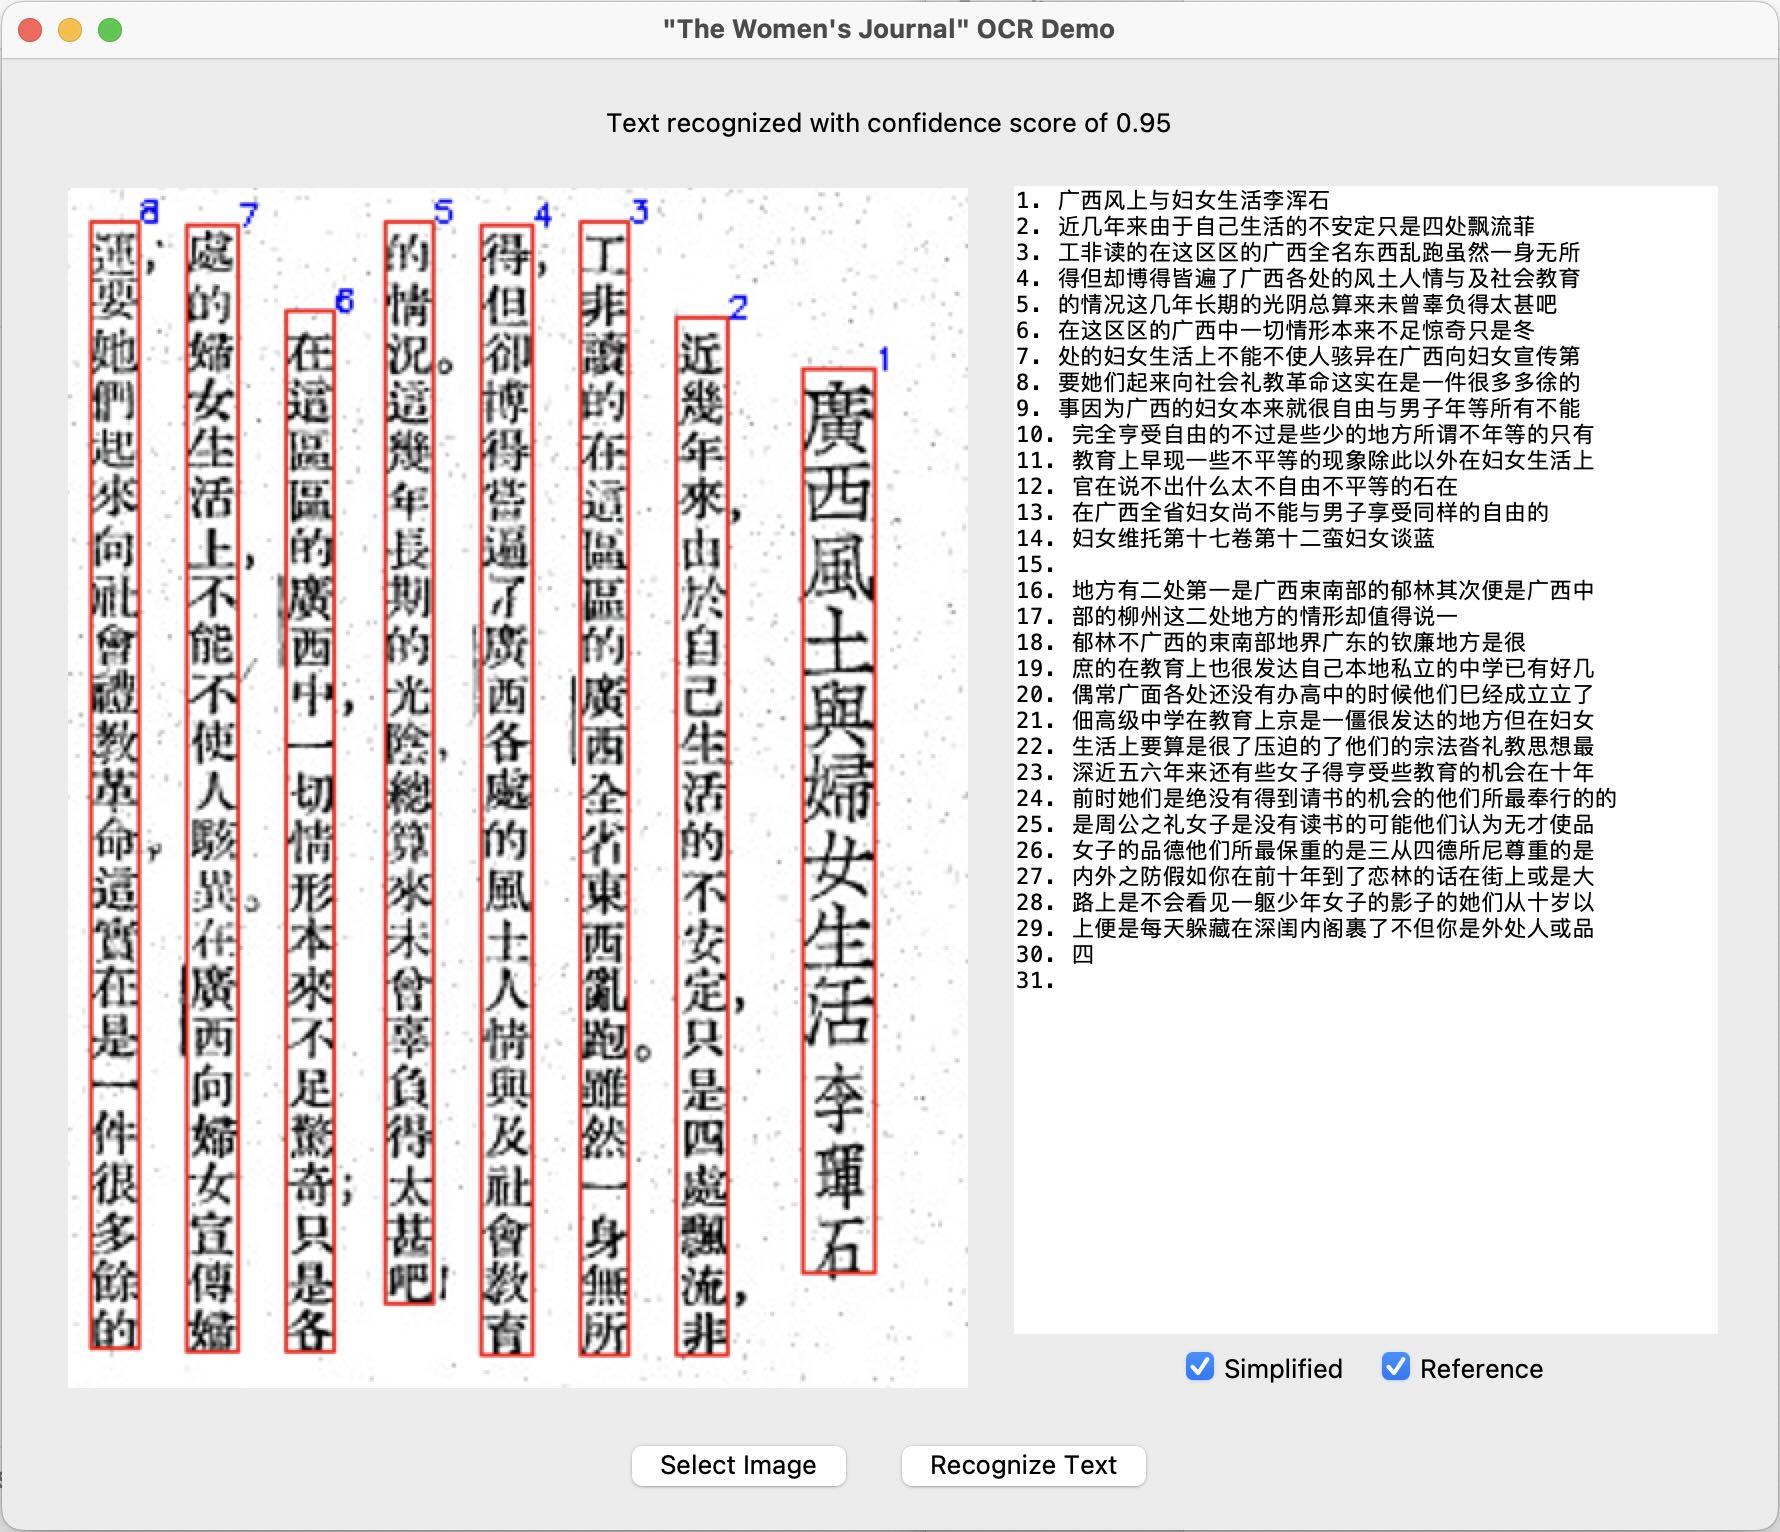 "The Women's Journal" OCR Demo
Text recognized with confidence score of 0.95
1
廣西風土與婦女生活 李琿石
2
近幾年來，由於自己生活的不安定，只是四處飄流，非
3
工非讀的在這區區的廣西全省東西亂跑。雖然一身無所
4
得，但卻博得嘗遍了廣西各處的風土人情與及社會教育
5
的情況。這幾年長期的光陰，總算來未曾辜負得太甚吧！
6
在這區區的廣西中，一切情形本來不足驚奇；只是各
7
處的婦女生活上，不能不使人駭異。在廣西向婦女宣傳，婦
8
運；要她們起來向社會禮教革命，這實在是一件很多餘的
1. 广西风上与妇女生活李浑石
2. 近几年来由于自己生活的不安定只是四处飘流菲
3. 工非读的在这区区的广西全名东西乱跑虽然一身无所
4. 得但却博得皆遍了广西各处的风土人情与及社会教育
5. 的情况这几年长期的光阴总算来未曾辜负得太甚吧
6. 在这区区的广西中一切情形本来不足惊奇只是冬
7. 处的妇女生活上不能不使人骇异在广西向妇女宣传第
8. 要她们起来向社会礼教革命这实在是一件很多多徐的
9. 事因为广西的妇女本来就很自由与男子年等所有不能
10. 完全亨受自由的不过是些少的地方所谓不年等的只有
11. 教育上早现一些不平等的现象除此以外在妇女生活上
12. 官在说不出什么太不自由不平等的石在
13. 在广西全省妇女尚不能与男子享受同样的自由的
14. 妇女维托第十七卷第十二蛮妇女谈蓝
15.
16. 地方有二处第一是广西束南部的郁林其次便是广西中
17. 部的柳州这二处地方的情形却值得说一
18. 郁林不广西的束南部地界广东的钦廉地方是很
19. 庶的在教育上也很发达自己本地私立的中学已有好几
20. 偶常广面各处还没有办高中的时候他们巳经成立立了
21. 佃高级中学在教育上京是一僵很发达的地方但在妇女
22. 生活上要算是很了压迫的了他们的宗法沓礼教思想最
23. 深近五六年来还有些女子得亨受些教育的机会在十年
24. 前时她们是绝没有得到请书的机会的他们所最奉行的的
25. 是周公之礼女子是没有读书的可能他们认为无才使品
26. 女子的品德他们所最保重的是三从四德所尼尊重的是
27. 内外之防假如你在前十年到了恋林的话在街上或是大
28. 路上是不会看见一躯少年女子的影子的她们从十岁以
29. 上便是每天躲藏在深闺内阁裹了不但你是外处人或品
30. 四
31.
Simplified
Reference
Select Image
Recognize Text